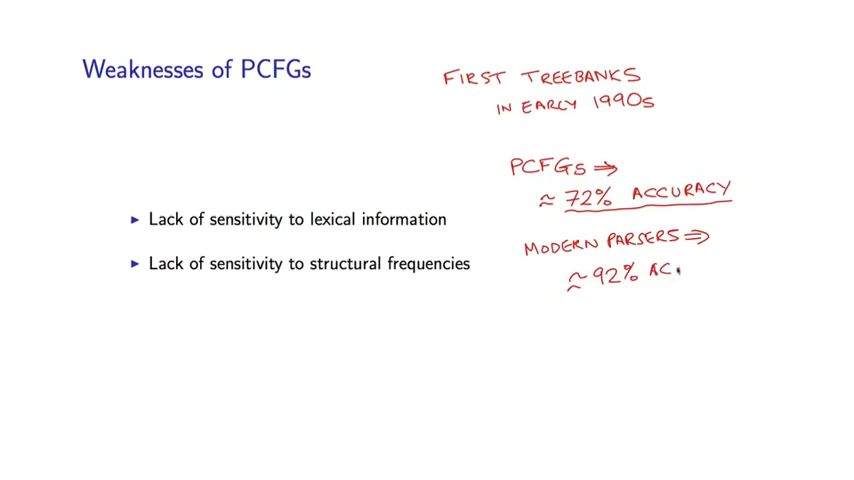 Weaknesses of PCFGs
FIRST TREEBANKS
IN EARLY 1990s
PCFGs ⇒
≈ 72% ACCURACY
▶ Lack of sensitivity to lexical information
MODERN PARSERS ⇒
▶ Lack of sensitivity to structural frequencies
≈ 92% AC